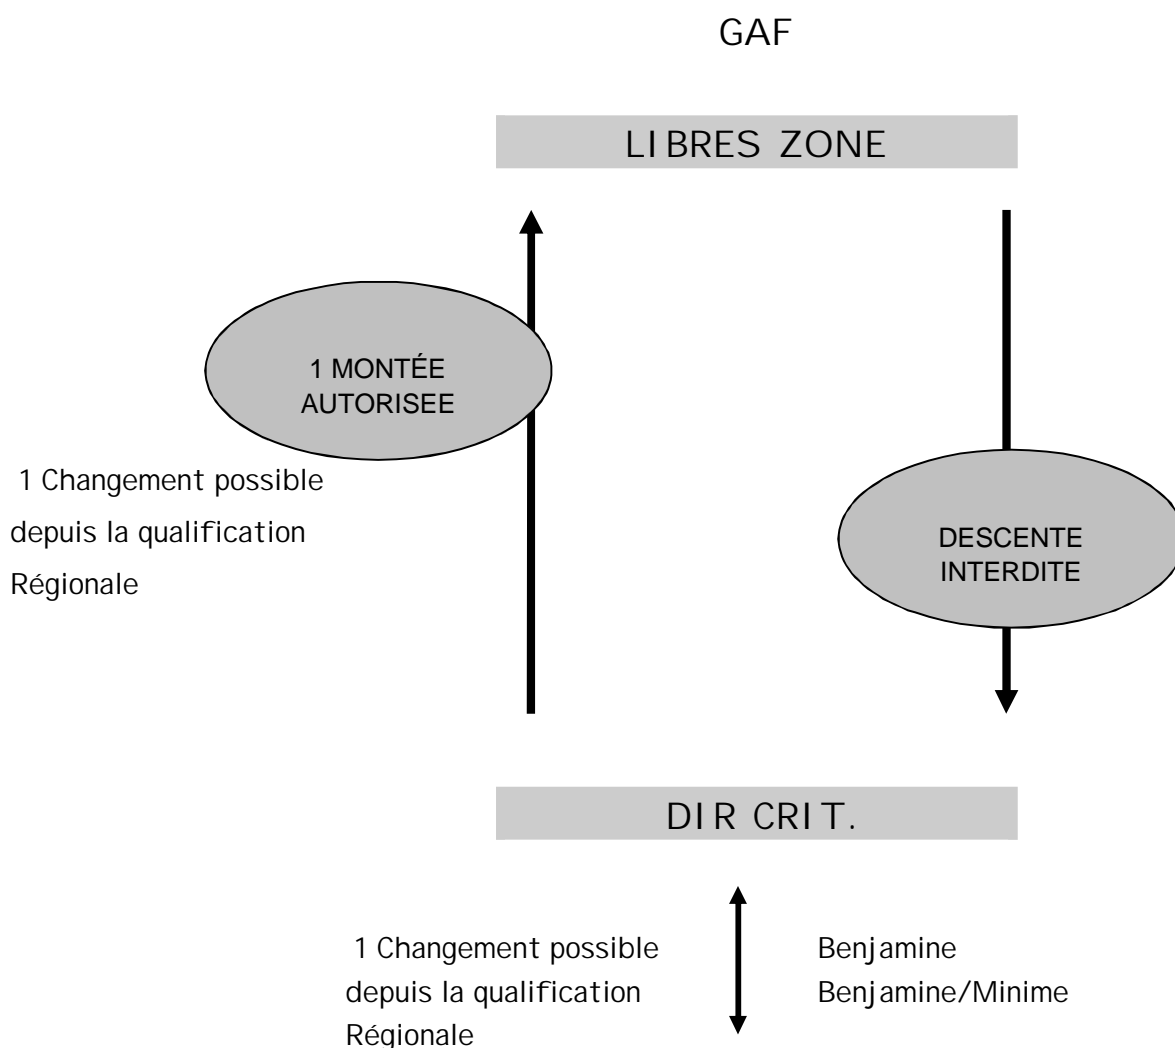 GAF
LIBRES ZONE
1 MONTÉE
AUTORISEE
1 Changement possible
depuis la qualification
Régionale
DESCENTE
INTERDITE
DIR CRIT.
1 Changement possible
depuis la qualification
Régionale
Benjamine
Benjamine/Minime